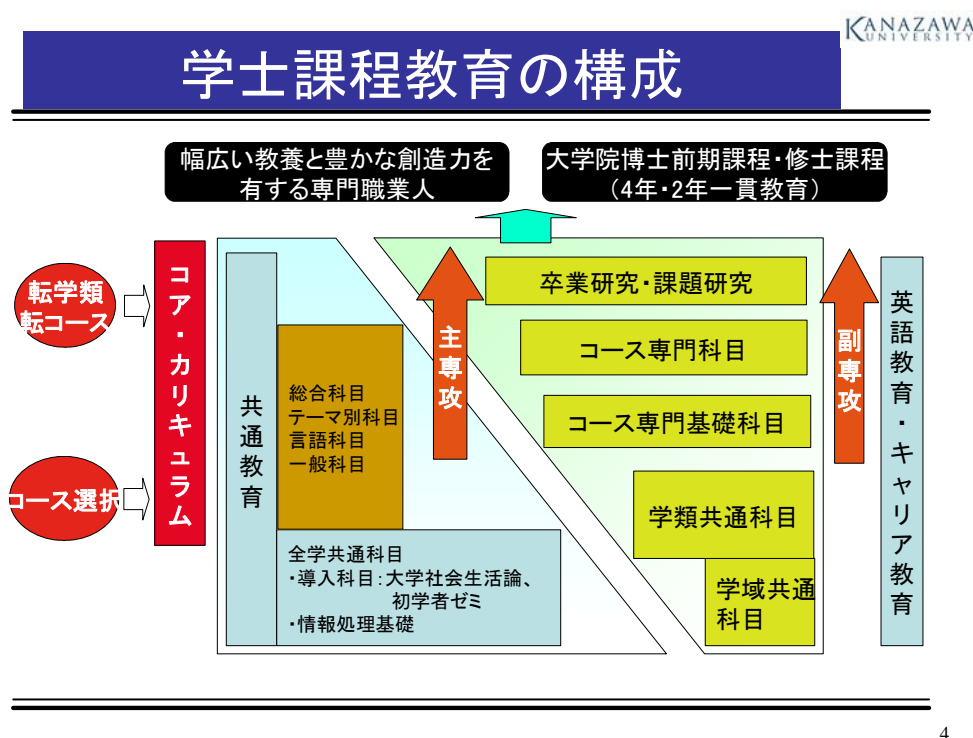 KANAZAWA
UNIVERSITY
学士課程教育の構成
幅広い教養と豊かな創造力を
有する専門職業人
大学院博士前期課程・修士課程
（4年・2年一貫教育）
転学類
転コース
コース選択
コア・カリキュラム
共通教育
総合科目
テーマ別科目
言語科目
一般科目
全学共通科目
・導入科目：大学社会生活論、
初学者ゼミ
・情報処理基礎
主専攻
卒業研究・課題研究
コース専門科目
コース専門基礎科目
学類共通科目
学域共通
科目
副専攻
英語教育・キャリア教育
4